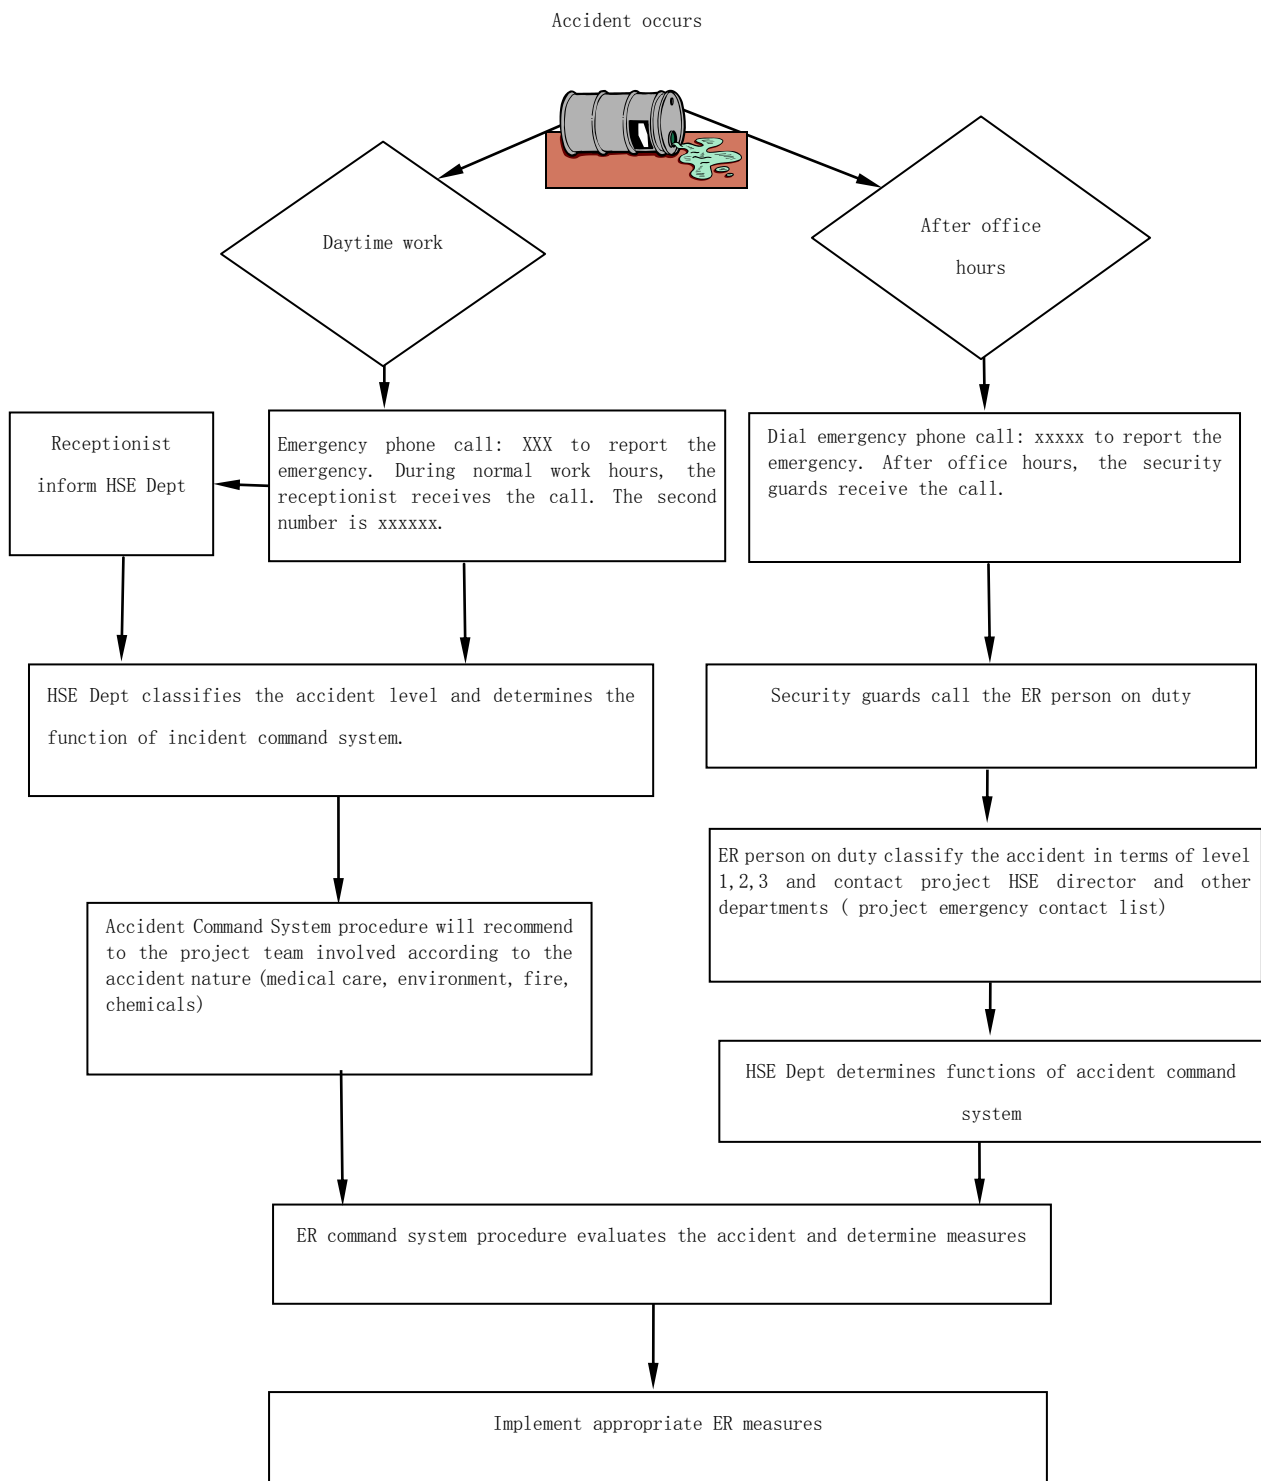 Accident occurs
Daytime work
After office
hours
Receptionist
inform HSE Dept
Emergency phone call: XXX to report the
emergency. During normal work hours, the
receptionist receives the call. The second
number is xxxxxx.
Dial emergency phone call: xxxxx to report the
emergency. After office hours, the security
guards receive the call.
HSE Dept classifies the accident level and determines the
function of incident command system.
Security guards call the ER person on duty
ER person on duty classify the accident in terms of level
1,2,3 and contact project HSE director and other
departments ( project emergency contact list)
Accident Command System procedure will recommend
to the project team involved according to the
accident nature (medical care, environment, fire,
chemicals)
HSE Dept determines functions of accident command
system
ER command system procedure evaluates the accident and determine measures
Implement appropriate ER measures